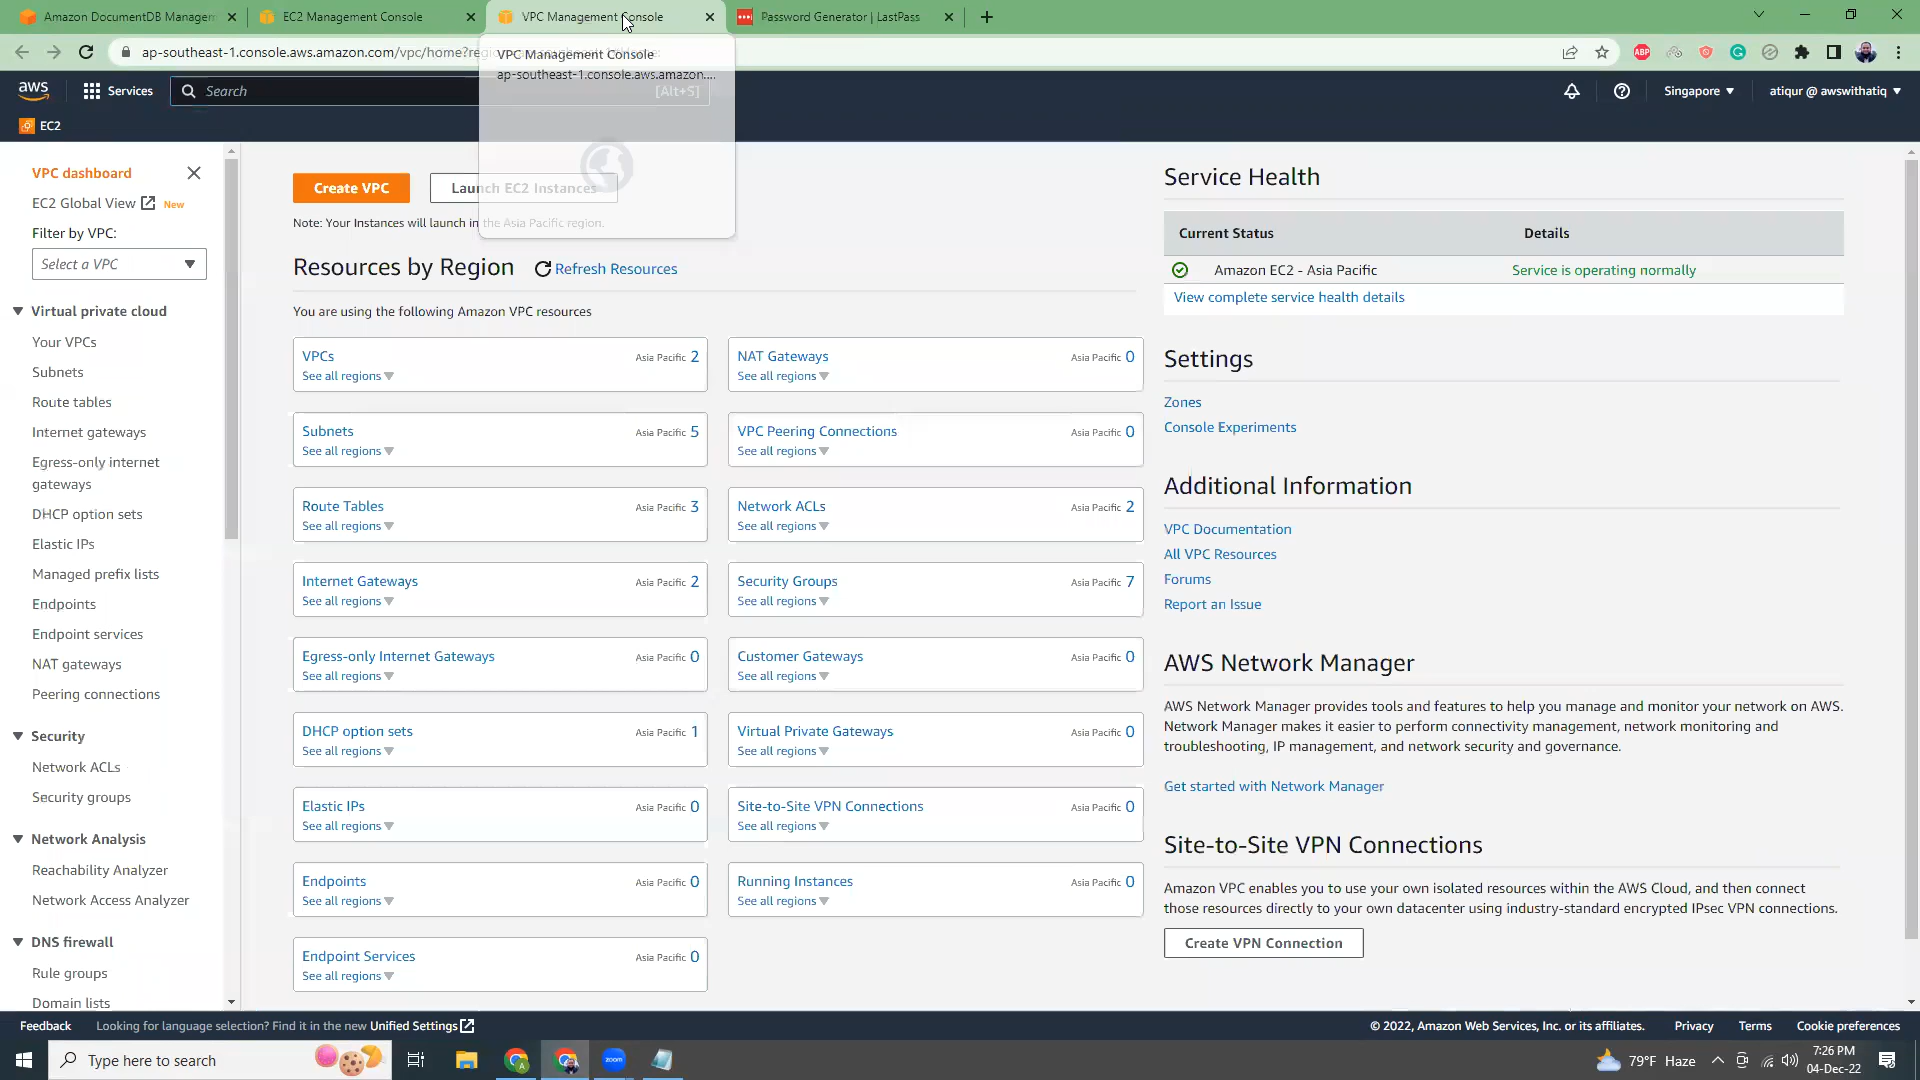 Amazon DocumentDB Managem
EC2 Management Console
VPC Management Console
Password Generator | LastPass
ap-southeast-1.console.aws.amazon.com/vpc/home?regi
VPC Management Console
ap-southeast-1.console.aws.amazon....
ABP
aws
Services
Search
[Alt+S]
Singapore
atiqur @ awswithatiq
EC2
VPC dashboard
EC2 Global View
New
Filter by VPC:
Select a VPC
Virtual private cloud
Your VPCs
Subnets
Route tables
Internet gateways
Egress-only internet
gateways
DHCP option sets
Elastic IPs
Managed prefix lists
Endpoints
Endpoint services
NAT gateways
Peering connections
Security
Network ACLs
Security groups
Network Analysis
Reachability Analyzer
Network Access Analyzer
DNS firewall
Rule groups
Domain lists
Create VPC
Launch EC2 Instances
Note: Your Instances will launch in the Asia Pacific region.
Resources by Region
Refresh Resources
You are using the following Amazon VPC resources
VPCs
Asia Pacific 2
See all regions
NAT Gateways
Asia Pacific 0
See all regions
Subnets
Asia Pacific 5
See all regions
VPC Peering Connections
Asia Pacific 0
See all regions
Route Tables
Asia Pacific 3
See all regions
Network ACLs
Asia Pacific 2
See all regions
Internet Gateways
Asia Pacific 2
See all regions
Security Groups
Asia Pacific 7
See all regions
Egress-only Internet Gateways
Asia Pacific 0
See all regions
Customer Gateways
Asia Pacific 0
See all regions
DHCP option sets
Asia Pacific 1
See all regions
Virtual Private Gateways
Asia Pacific 0
See all regions
Elastic IPs
Asia Pacific 0
See all regions
Site-to-Site VPN Connections
Asia Pacific 0
See all regions
Endpoints
Asia Pacific 0
See all regions
Running Instances
Asia Pacific 0
See all regions
Endpoint Services
Asia Pacific 0
See all regions
Service Health
Current Status
Details
Amazon EC2 - Asia Pacific
Service is operating normally
View complete service health details
Settings
Zones
Console Experiments
Additional Information
VPC Documentation
All VPC Resources
Forums
Report an Issue
AWS Network Manager
AWS Network Manager provides tools and features to help you manage and monitor your network on AWS.
Network Manager makes it easier to perform connectivity management, network monitoring and
troubleshooting, IP management, and network security and governance.
Get started with Network Manager
Site-to-Site VPN Connections
Amazon VPC enables you to use your own isolated resources within the AWS Cloud, and then connect
those resources directly to your own datacenter using industry-standard encrypted IPsec VPN connections.
Create VPN Connection
Feedback
Looking for language selection? Find it in the new Unified Settings
© 2022, Amazon Web Services, Inc. or its affiliates.
Privacy
Terms
Cookie preferences
Type here to search
zoom
79°F Haze
7:26 PM
04-Dec-22